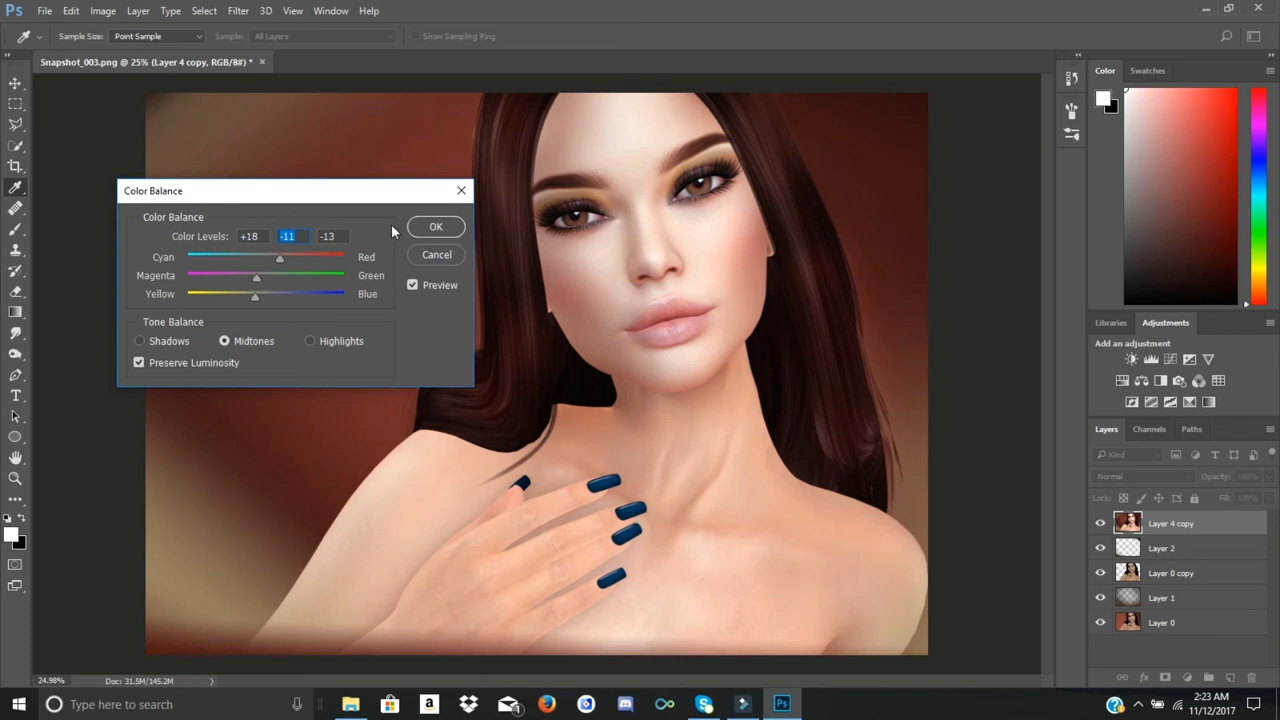 Ps File Edit Image Layer Type Select Filter 3D View Window Help
Sample Size: Point Sample Sample: All Layers Show Sampling Ring
Snapshot_003.png @ 25% (Layer 4 copy, RGB/8#) * ×
Color Swatches
Color Balance
Color Balance
Color Levels: +18 -11 -13
OK
Cyan Red
Cancel
Magenta Green
Preview
Yellow Blue
Tone Balance
Shadows Midtones Highlights
Preserve Luminosity
Libraries Adjustments
Add an adjustment
Layers Channels Paths
Kind
Normal Opacity: 100%
Lock: Fill: 100%
Layer 4 copy
Layer 2
Layer 0 copy
Layer 1
Layer 0
24.98% Doc: 31.5M/145.2M
Type here to search
2:23 AM
11/12/2017